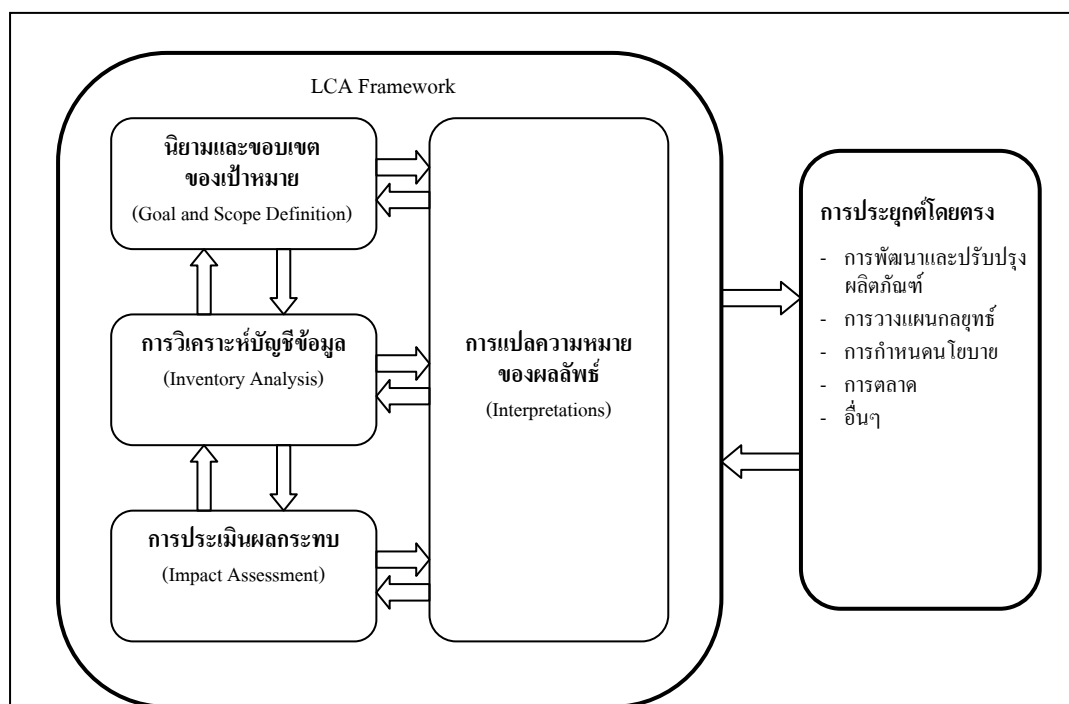 LCA Framework
นิยามและขอบเขต
ของเป้าหมาย
(Goal and Scope Definition)
การวิเคราะห์บัญชีข้อมูล
(Inventory Analysis)
การประเมินผลกระทบ
(Impact Assessment)
การแปลความหมาย
ของผลลัพธ์
(Interpretations)
การประยุกต์โดยตรง
- การพัฒนาและปรับปรุง
ผลิตภัณฑ์
- การวางแผนกลยุทธ์
- การกำหนดนโยบาย
- การตลาด
- อื่นๆ